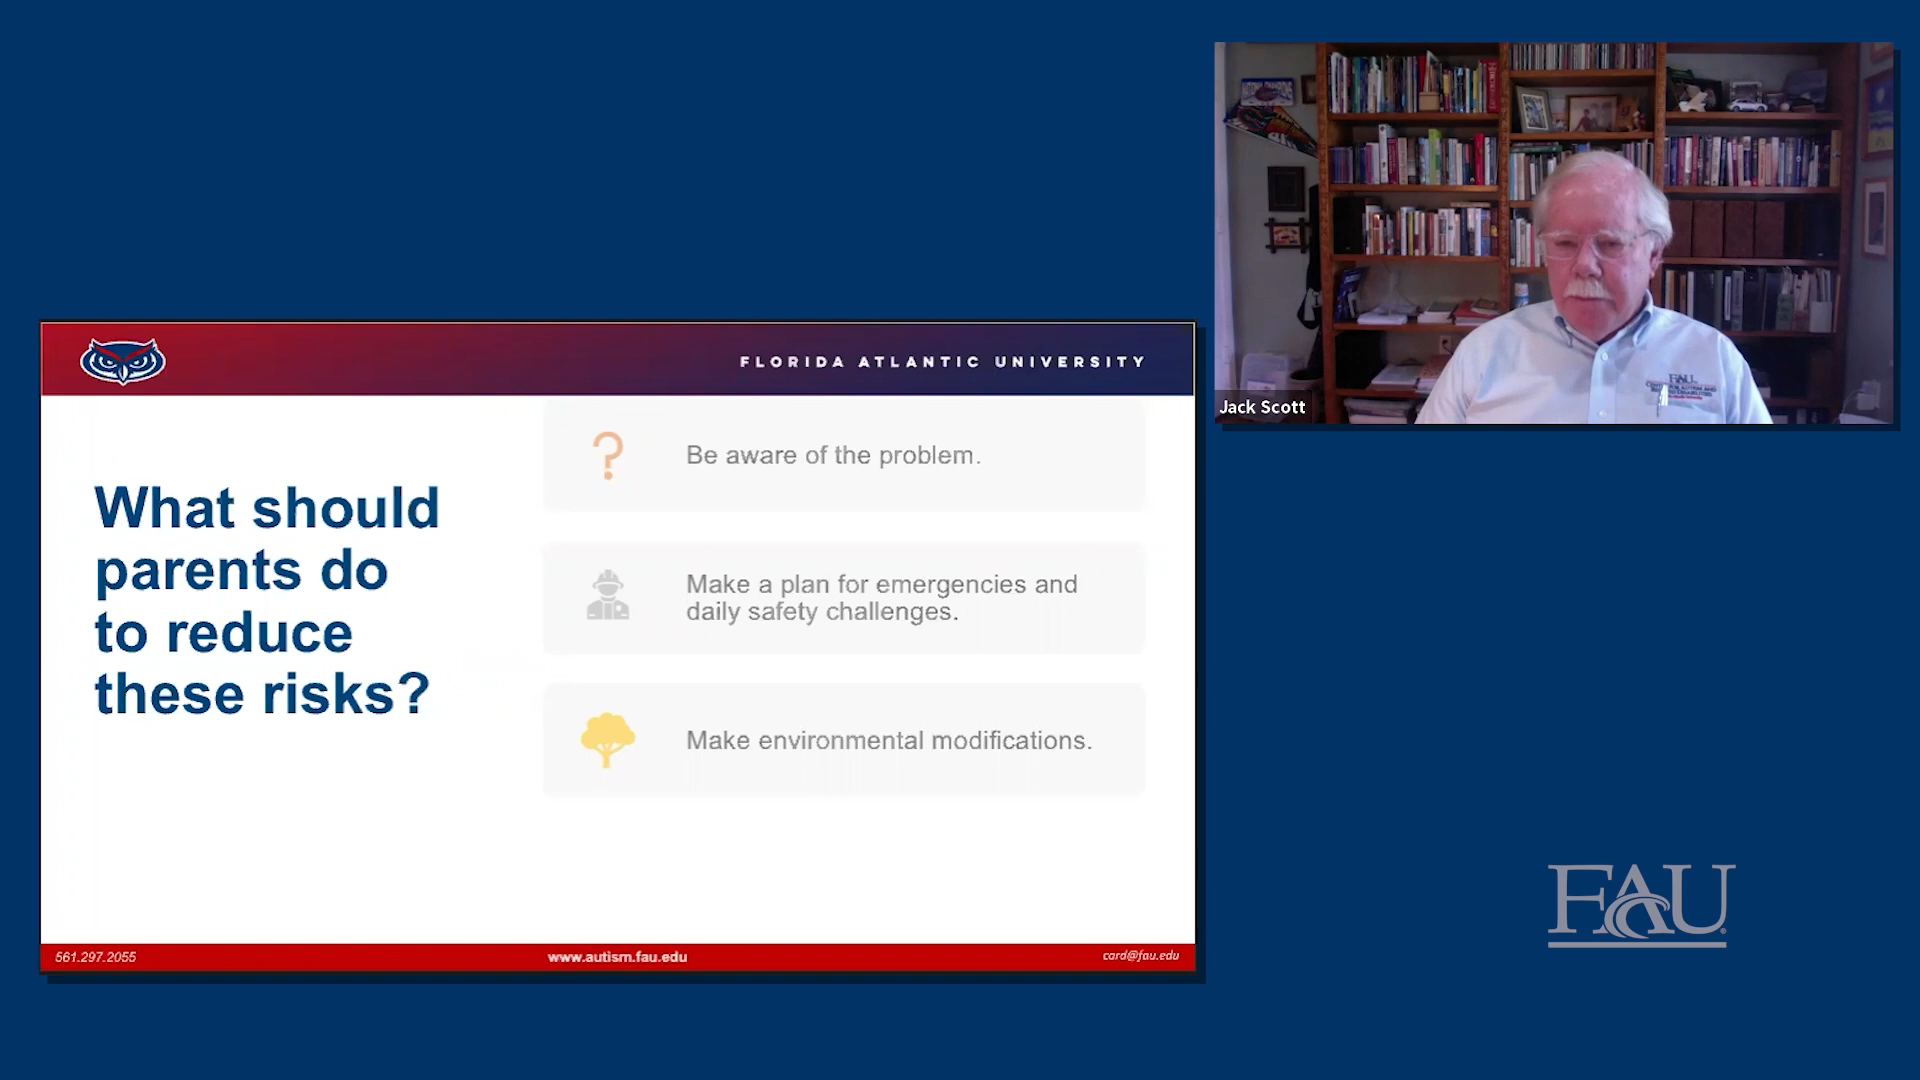 FLORIDA ATLANTIC UNIVERSITY
What should
parents do
to reduce
these risks?
?
Be aware of the problem.
Make a plan for emergencies and
daily safety challenges.
Make environmental modifications.
561.297.2055
www.autism.fau.edu
card@fau.edu
Jack Scott
FAU
FAU